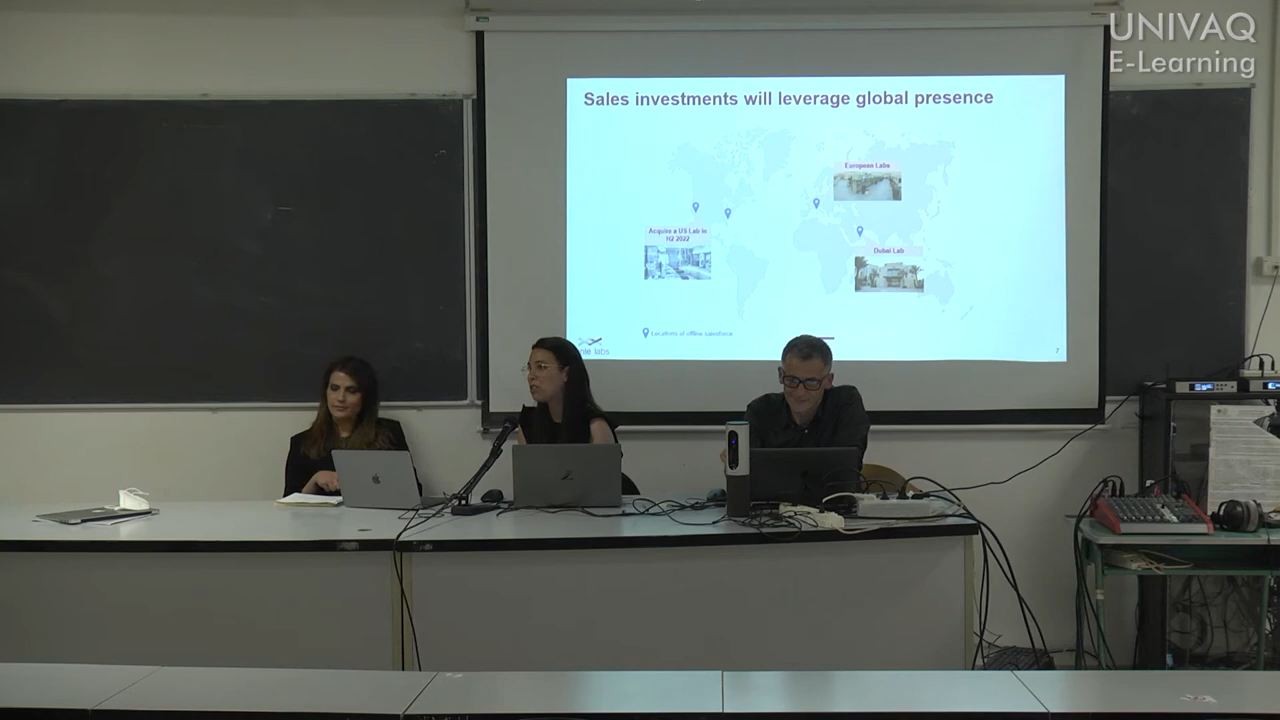 UNIVAQ
E-Learning
Sales investments will leverage global presence
European Labs
Acquire a US Lab in
H2 2022
Dubai Lab
Locations of offline salesforce
labs
7